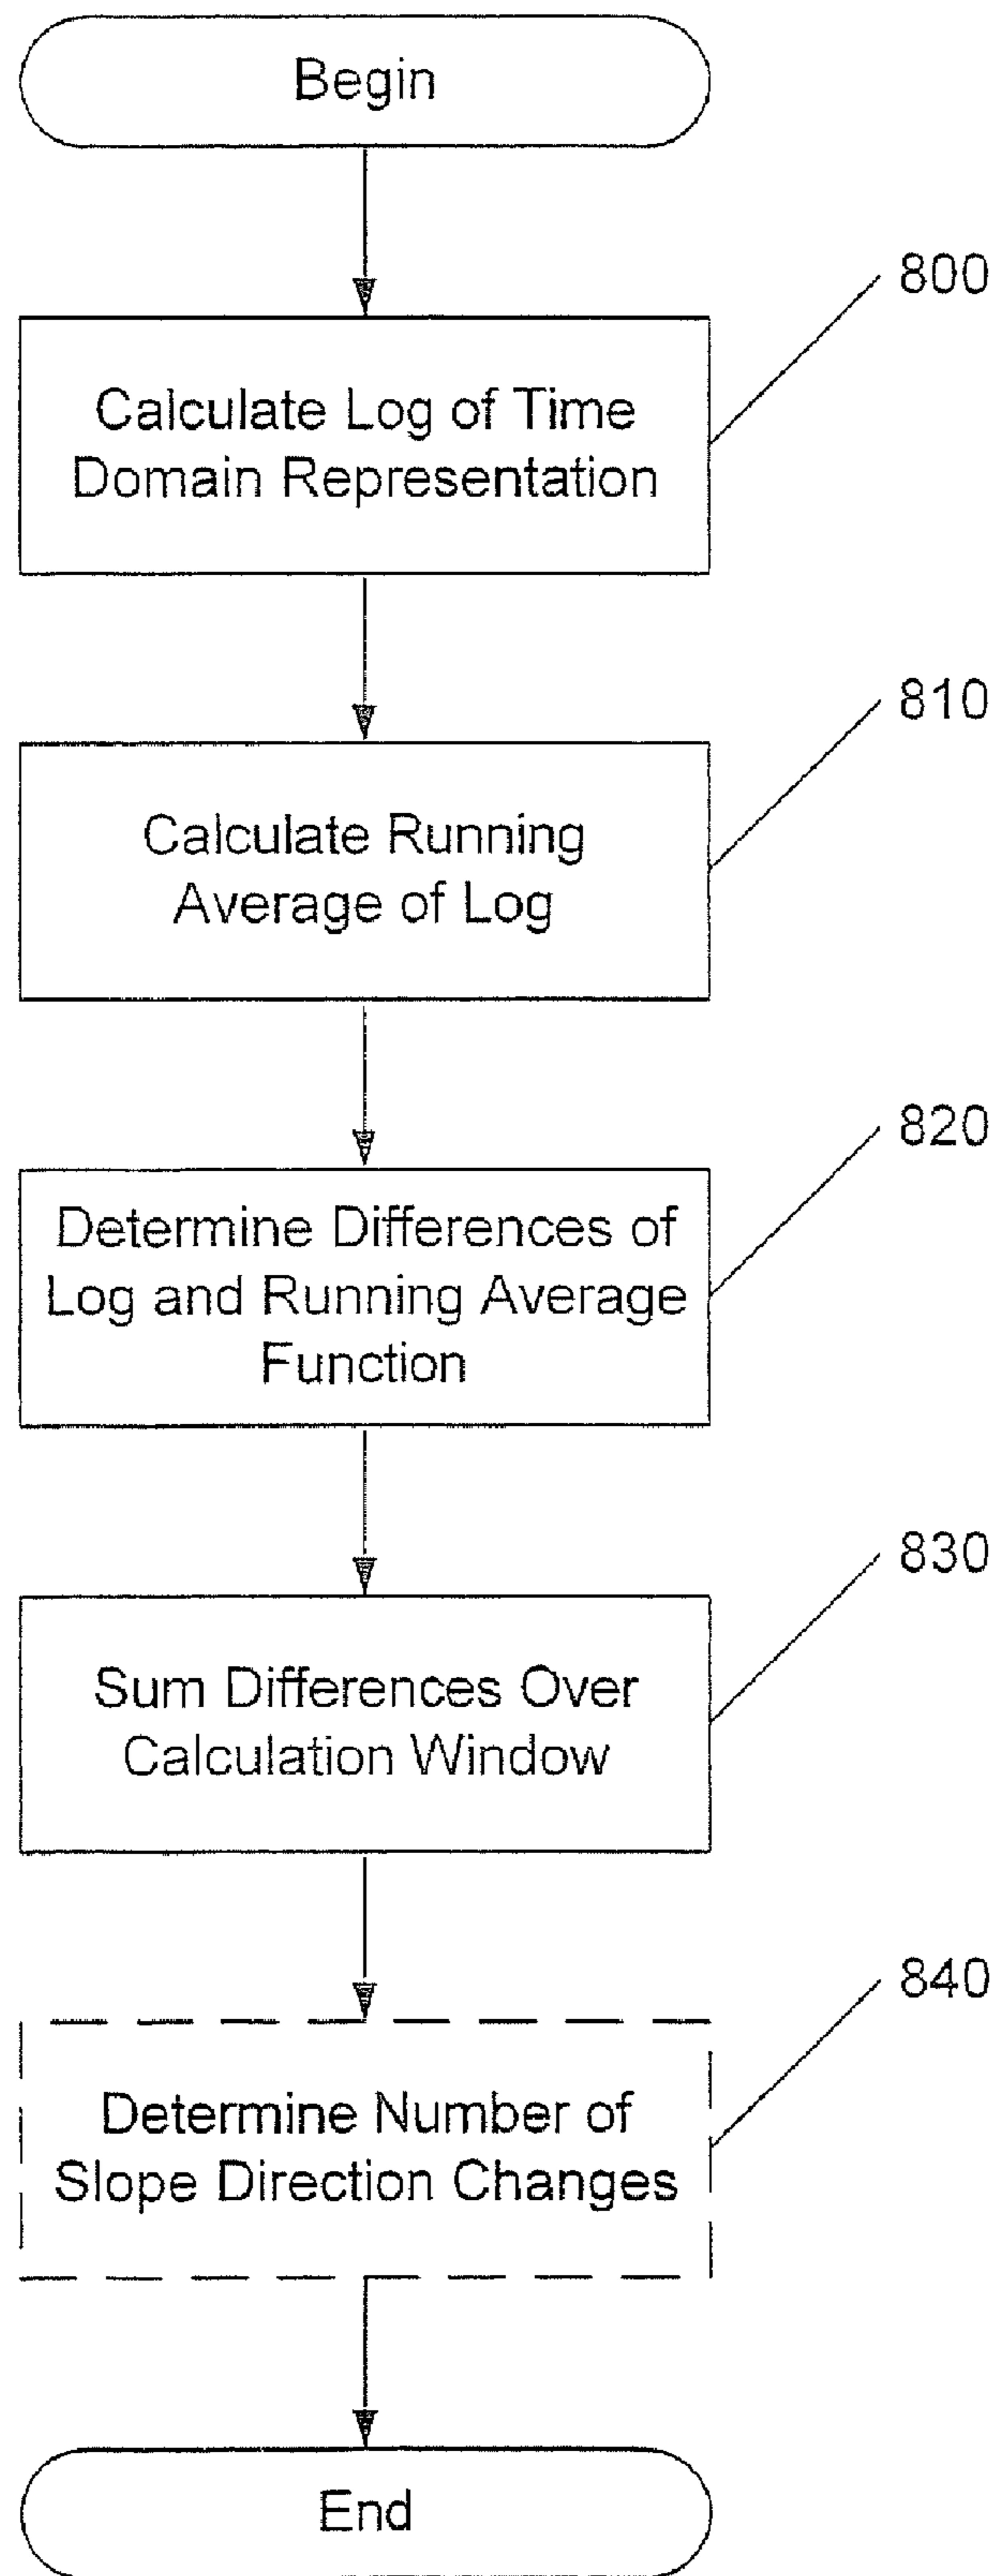 Begin
800
Calculate Log of Time
Domain Representation
810
Calculate Running
Average of Log
820
Determine Differences of
Log and Running Average
Function
830
Sum Differences Over
Calculation Window
840
Determine Number of
Slope Direction Changes
End